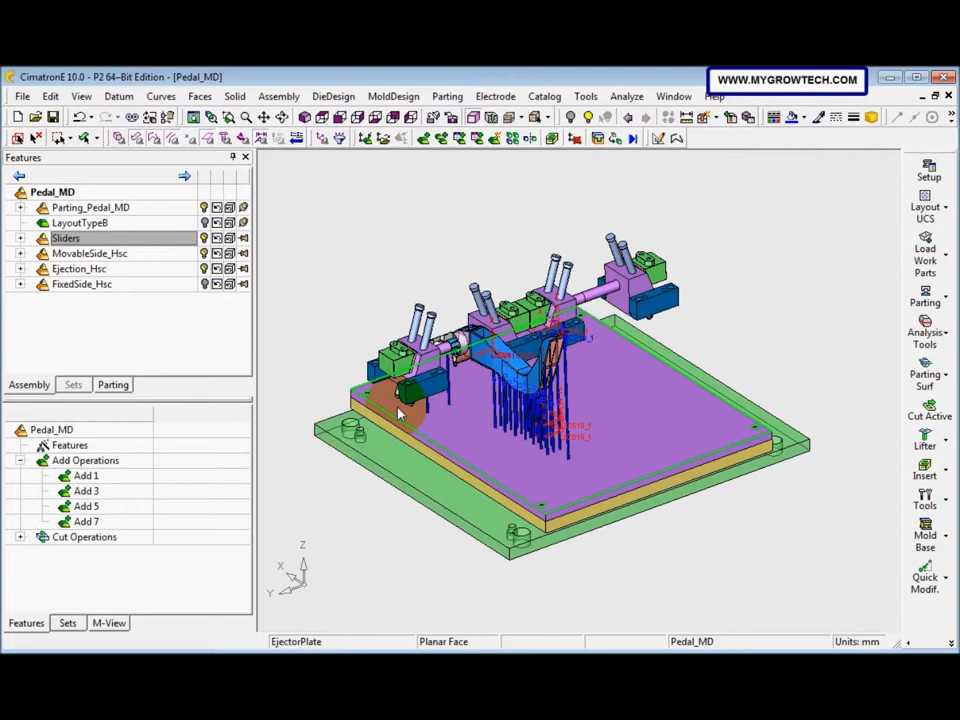 CimatronE 10.0 - P2 64–Bit Edition - [Pedal_MD]
WWW.MYGROWTECH.COM
File Edit View Datum Curves Faces Solid Assembly DieDesign MoldDesign Parting Electrode Catalog Tools Analyze Window Help
Features
Pedal_MD
Parting_Pedal_MD
LayoutTypeB
Sliders
MovableSide_Hsc
Ejection_Hsc
FixedSide_Hsc
Assembly Sets Parting
Pedal_MD
Features
Add Operations
Add 1
Add 3
Add 5
Add 7
Cut Operations
Features Sets M-View
Z
X
Y
Setup
Layout
UCS
Load
Work
Parts
Parting
Analysis
Tools
Parting
Surf
Cut Active
Lifter
Insert
Tools
Mold
Base
Quick
Modif.
EjectorPlate Planar Face Pedal_MD Units: mm